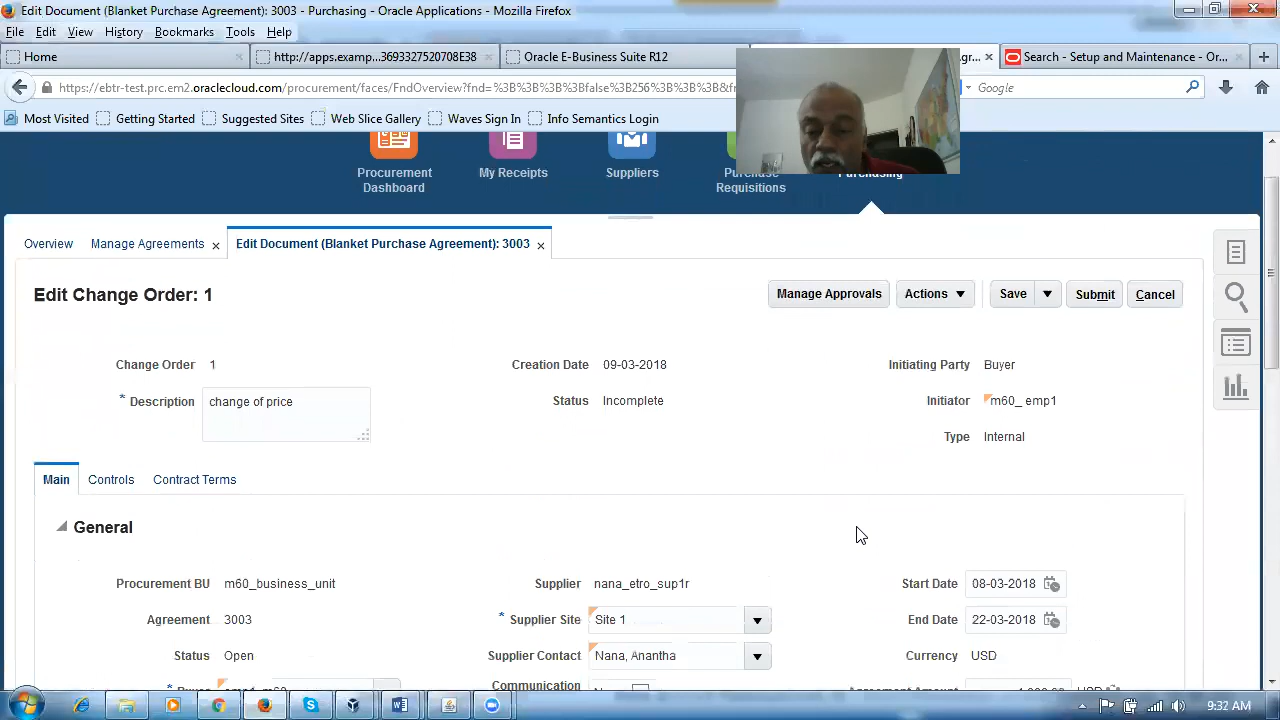 Edit Document (Blanket Purchase Agreement): 3003 - Purchasing - Oracle Applications - Mozilla Firefox
File Edit View History Bookmarks Tools Help
Home http://apps.examp...3693327520708E38 Oracle E-Business Suite R12 Search - Setup and Maintenance - Or...
https://ebtr-test.prc.em2.oraclecloud.com/procurement/faces/FndOverview?fnd=%3B%3B%3B%3Bfalse%3B256%3B%3B%3B&f Google
Most Visited Getting Started Suggested Sites Web Slice Gallery Waves Sign In Info Semantics Login
Procurement Dashboard My Receipts Suppliers Purchase Requisitions Purchasing
Overview Manage Agreements Edit Document (Blanket Purchase Agreement): 3003
Edit Change Order: 1 Manage Approvals Actions Save Submit Cancel
Change Order 1 Creation Date 09-03-2018 Initiating Party Buyer
* Description change of price Status Incomplete Initiator m60_ emp1
Type Internal
Main Controls Contract Terms
General
Procurement BU m60_business_unit Supplier nana_etro_sup1r Start Date 08-03-2018
Agreement 3003 * Supplier Site Site 1 End Date 22-03-2018
Status Open Supplier Contact Nana, Anantha Currency USD
Communication Agreement Amount USD
9:32 AM